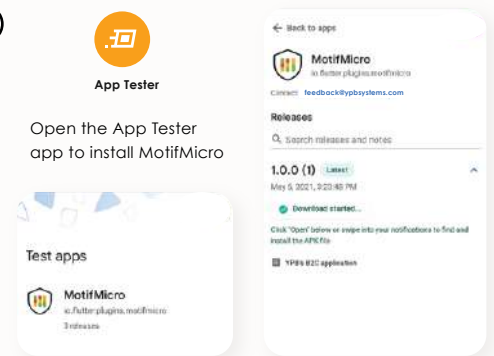 )
App Tester
Open the App Tester
app to install MotifMicro
Test apps
MotifMicro
io.flutter.plugins.motifmicro
3 releases
← Back to apps
MotifMicro
io.flutter.plugins.motifmicro
Contact: feedback@ypbsystems.com
Releases
Search releases and notes
1.0.0 (1) Latest
May 5, 2021, 9:20:48 PM
Download started...
Click "Open" below or swipe into your notifications to find and
install the APK file
YPB's B2C application